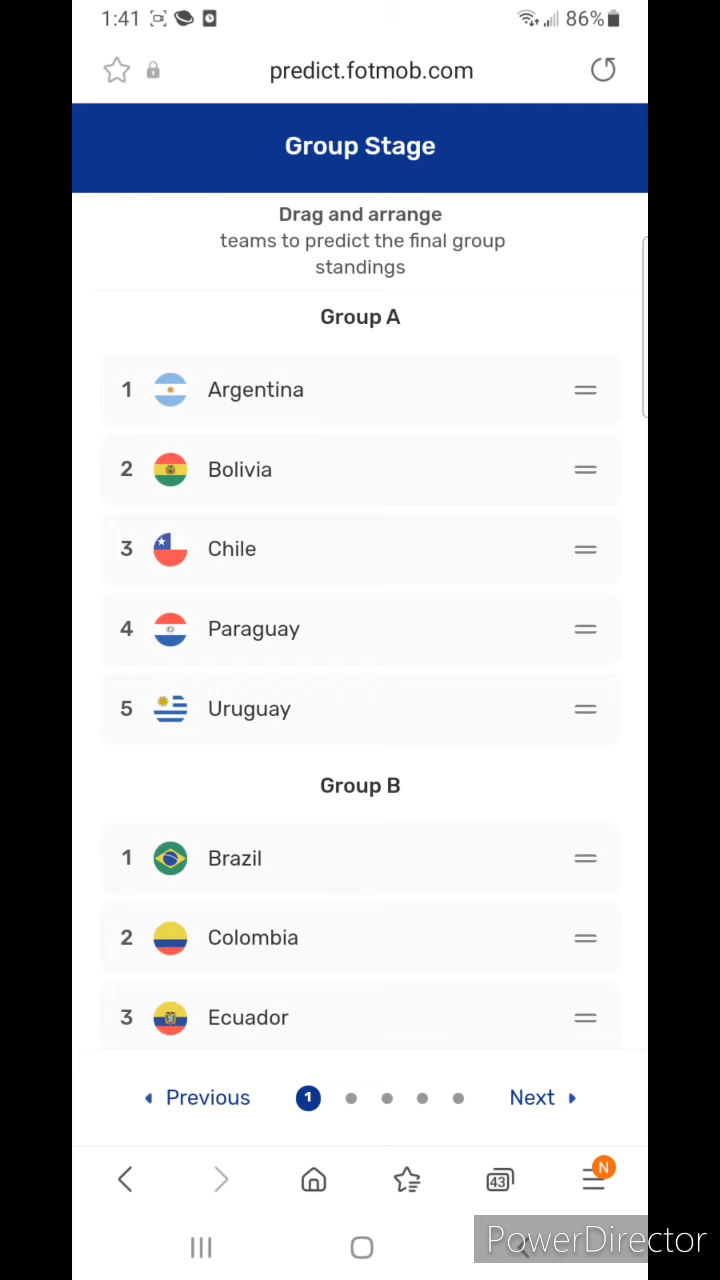 1:41 86%
predict.fotmob.com
Group Stage
Drag and arrange
teams to predict the final group
standings
Group A
1 Argentina
2 Bolivia
3 Chile
4 Paraguay
5 Uruguay
Group B
1 Brazil
2 Colombia
3 Ecuador
Previous 1 Next
43 N
PowerDirector